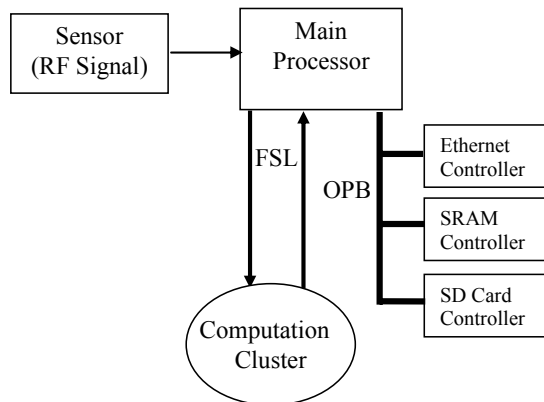 Sensor
(RF Signal)
Main
Processor
FSL
OPB
Ethernet
Controller
SRAM
Controller
SD Card
Controller
Computation
Cluster